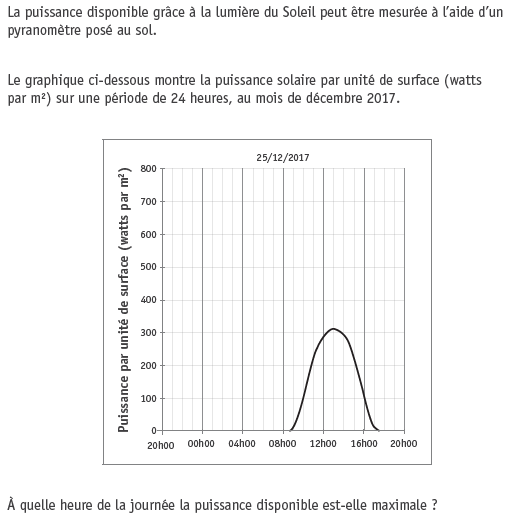 La puissance disponible grâce à la lumière du Soleil peut être mesurée à l'aide d'un
pyranomètre posé au sol.
Le graphique ci-dessous montre la puissance solaire par unité de surface (watts
par m²) sur une période de 24 heures, au mois de décembre 2017.
25/12/2017
Puissance par unité de surface (watts par m²)
800
700
600
500
400
300
200
100
0
20h00 00h00 04h00 08h00 12h00 16h00 20h00
À quelle heure de la journée la puissance disponible est-elle maximale ?